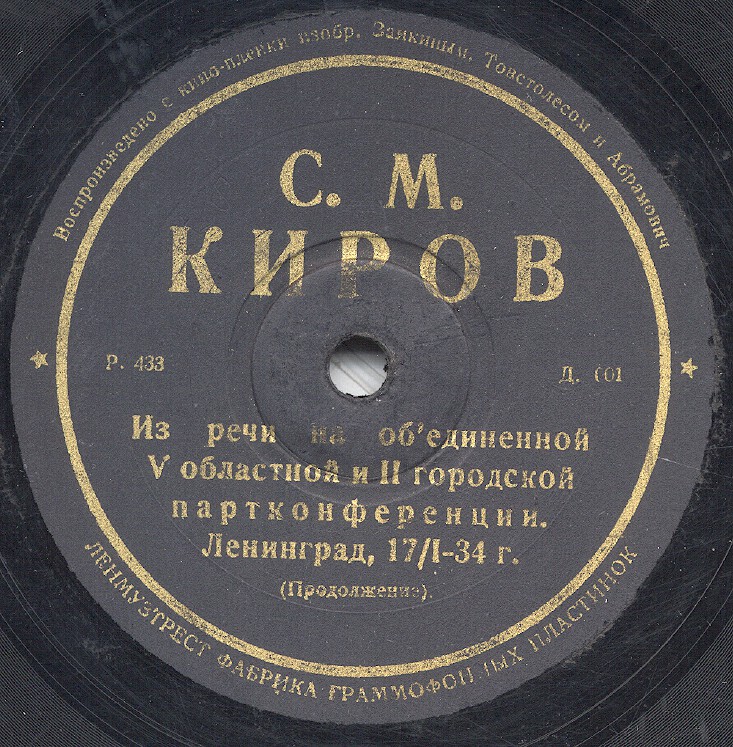 Воспроизведено с кино-пленки изобр. Заикиным, Товстолесом и Абрамович
С. М.
КИРОВ
Р. 433
Д. 601
Из речи на об'единенной
V областной и II городской
партконференции.
Ленинград, 17/I-34 г.
(Продолжение).
ЛЕНМУЗТРЕСТ ФАБРИКА ГРАММОФОННЫХ ПЛАСТИНОК